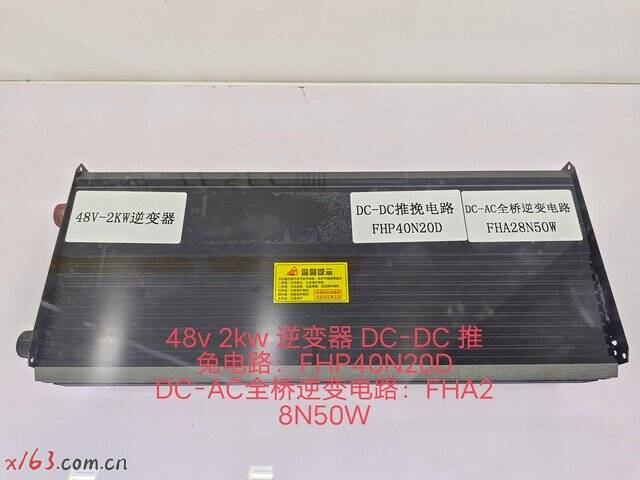 48V-2KW逆变器
DC-DC推挽电路
FHP40N20D
DC-AC全桥逆变电路
FHA28N50W
温馨提示
48v 2kw 逆变器 DC-DC 推
兔电路：FHP40N20D
DC-AC全桥逆变电路：FHA2
8N50W
x163.com.cn